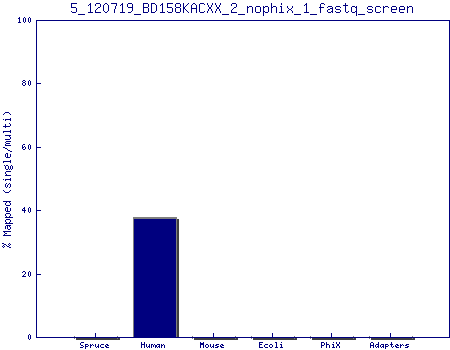 5_120719_BD158KACXX_2_nophix_1_fastq_screen
% Mapped (single/multi)
100
80
60
40
20
0
Spruce Human Mouse Ecoli PhiX Adapters